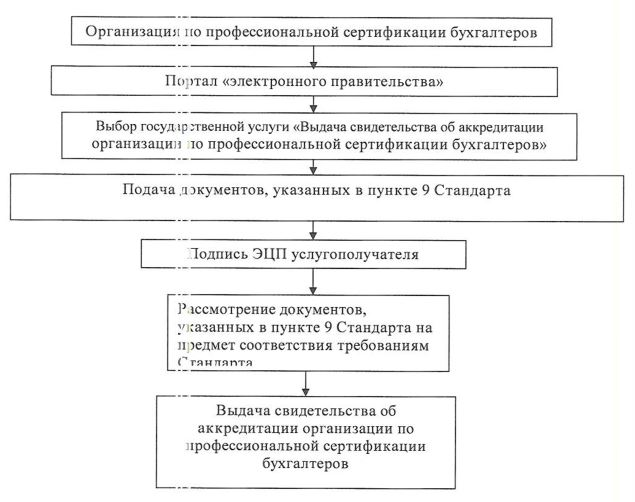 Организация по профессиональной сертификации бухгалтеров
Портал «электронного правительства»
Выбор государственной услуги «Выдача свидетельства об аккредитации
организации по профессиональной сертификации бухгалтеров»
Подача документов, указанных в пункте 9 Стандарта
Подпись ЭЦП услугополучателя
Рассмотрение документов,
указанных в пункте 9 Стандарта на
предмет соответствия требованиям
Стандарта
Выдача свидетельства об
аккредитации организации по
профессиональной сертификации
бухгалтеров